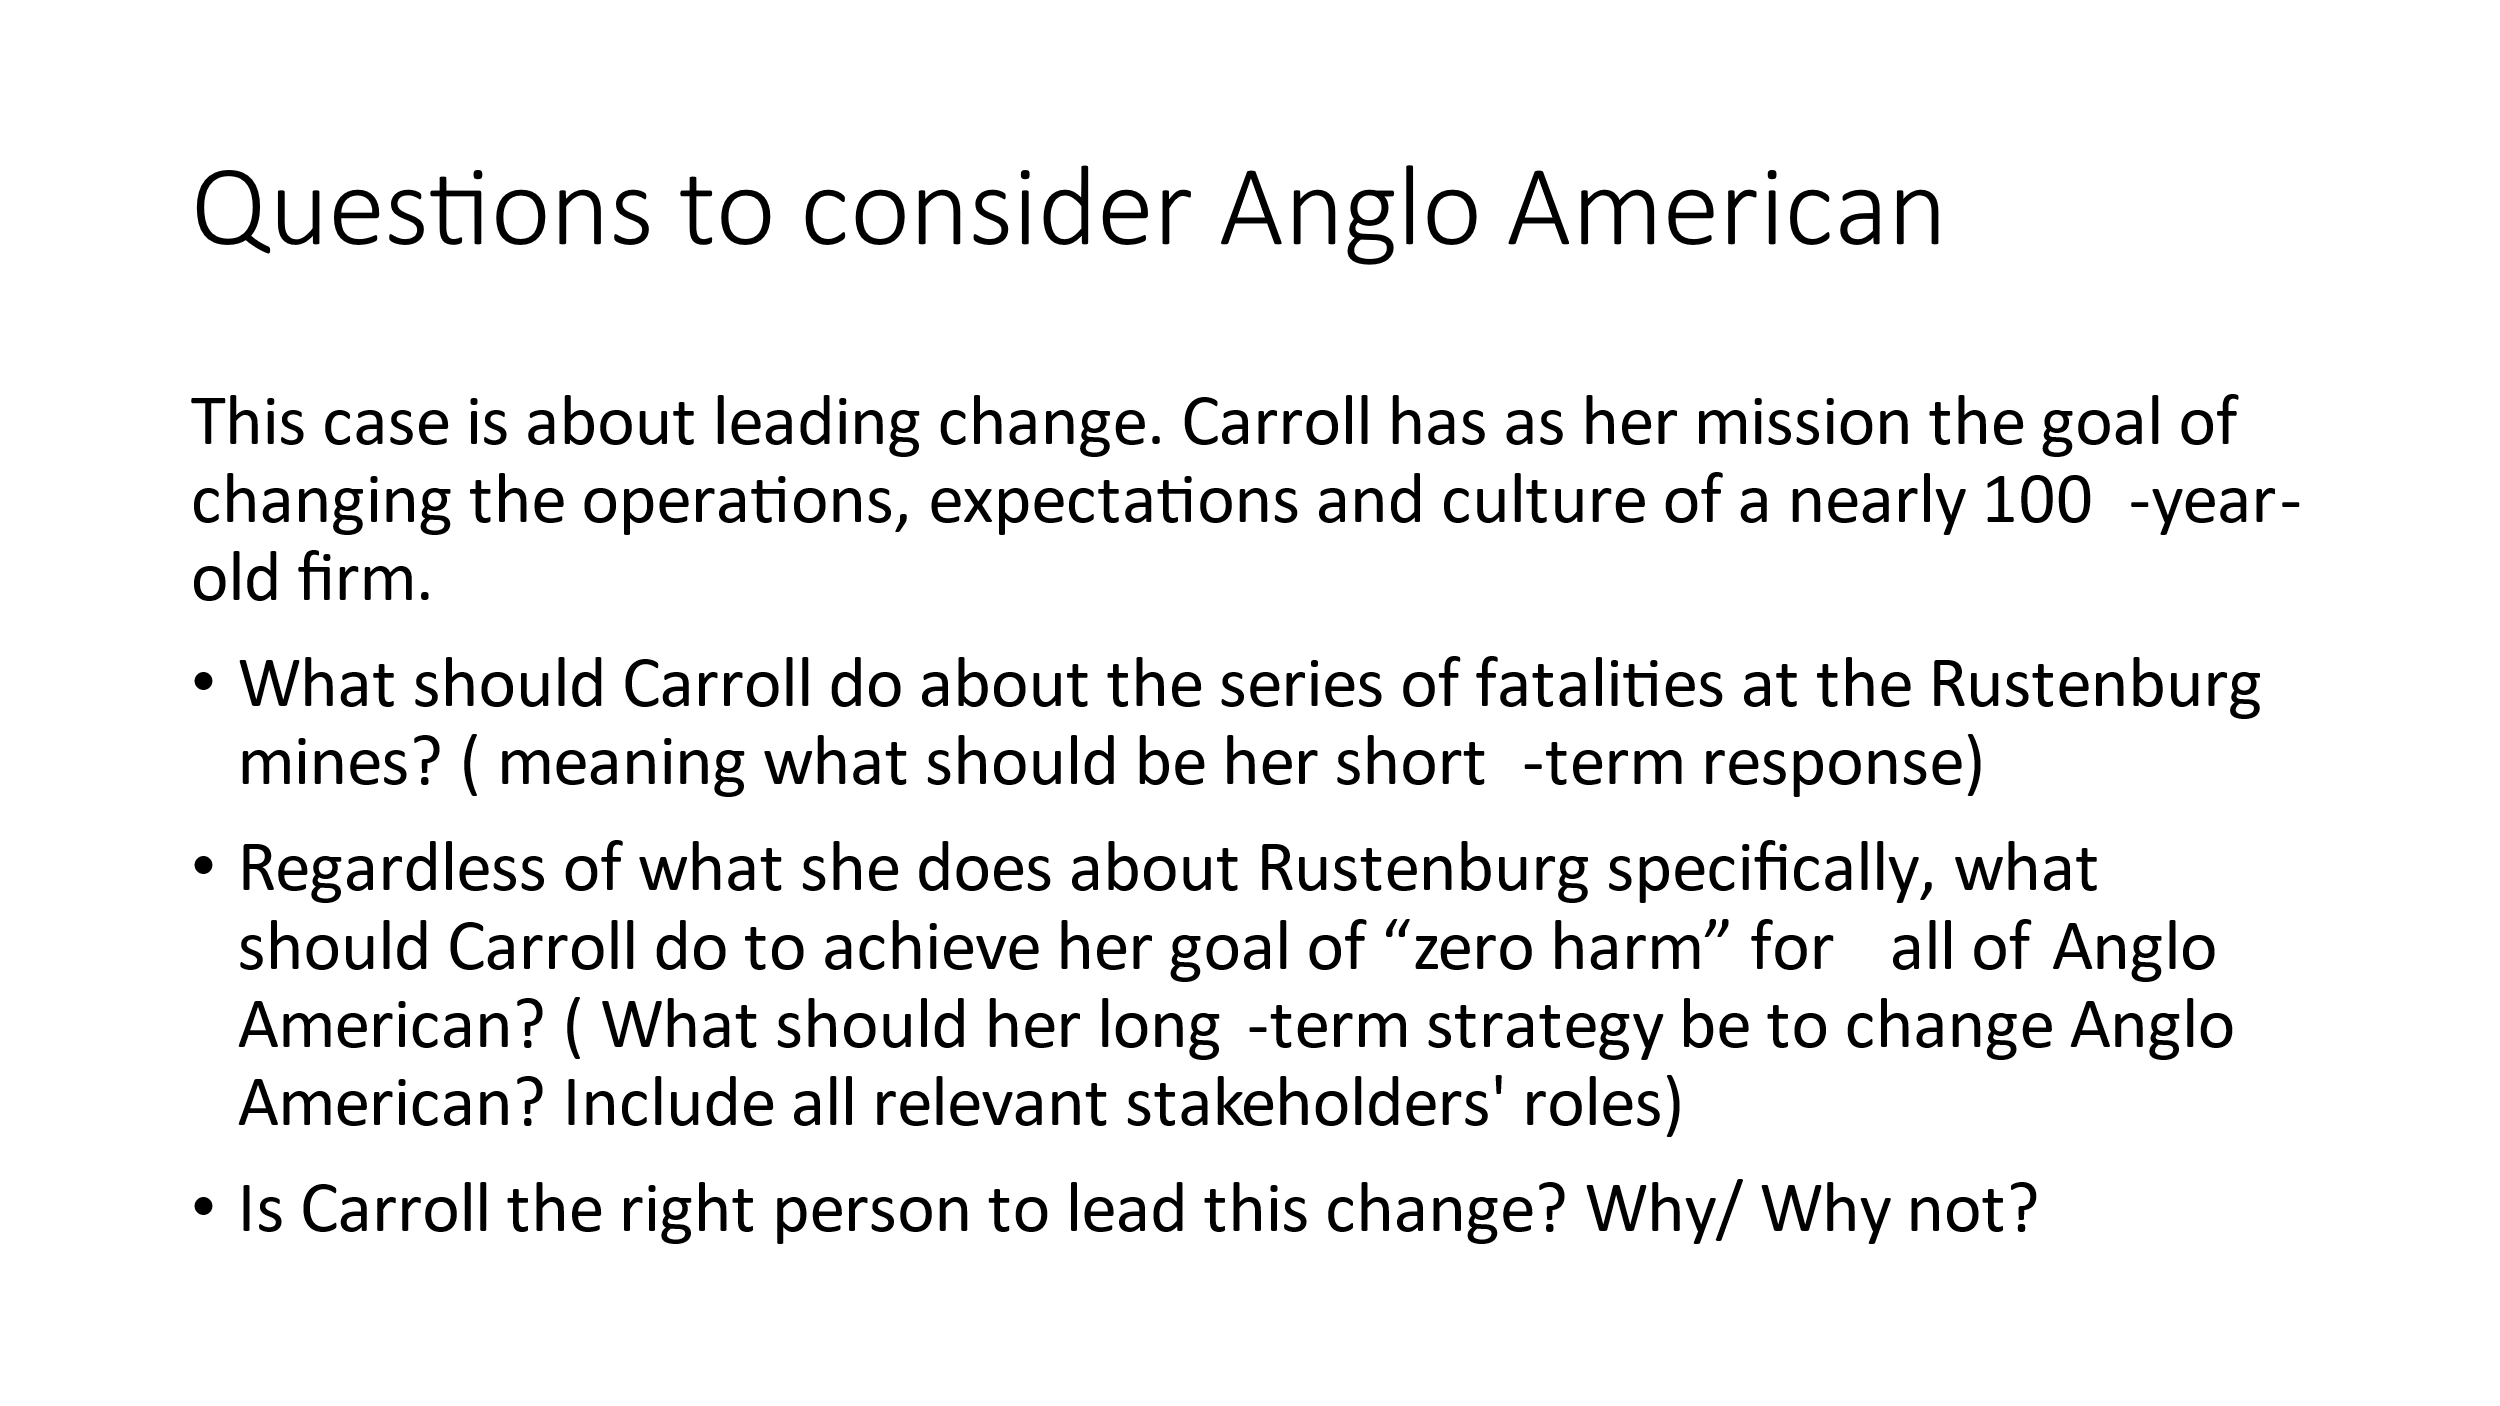 Questions to consider Anglo American
This case is about leading change. Carroll has as her mission the goal of
changing the operations, expectations and culture of a nearly 100 -year-
old firm.
• What should Carroll do about the series of fatalities at the Rustenburg
mines? ( meaning what should be her short -term response)
• Regardless of what she does about Rustenburg specifically, what
should Carroll do to achieve her goal of “zero harm” for all of Anglo
American? ( What should her long -term strategy be to change Anglo
American? Include all relevant stakeholders' roles)
• Is Carroll the right person to lead this change? Why/ Why not?